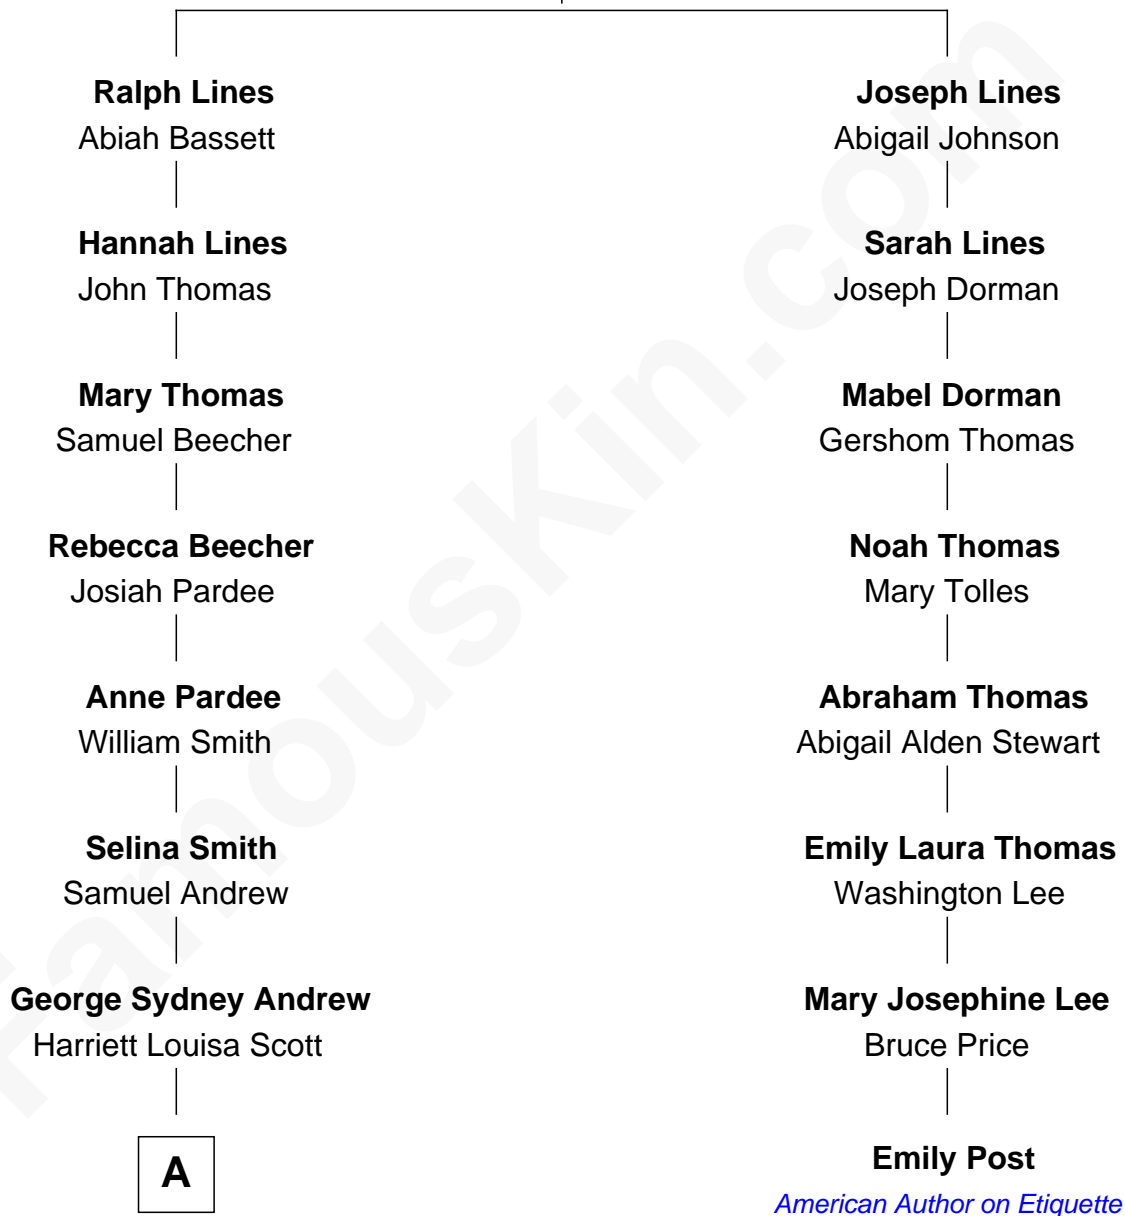 Ralph Lines
Abiah Bassett
Hannah Lines
John Thomas
Mary Thomas
Samuel Beecher
Rebecca Beecher
Josiah Pardee
Anne Pardee
William Smith
Selina Smith
Samuel Andrew
George Sydney Andrew
Harriett Louisa Scott
A
Joseph Lines
Abigail Johnson
Sarah Lines
Joseph Dorman
Mabel Dorman
Gershom Thomas
Noah Thomas
Mary Tolles
Abraham Thomas
Abigail Alden Stewart
Emily Laura Thomas
Washington Lee
Mary Josephine Lee
Bruce Price
Emily Post
American Author on Etiquette
FamousKin.com